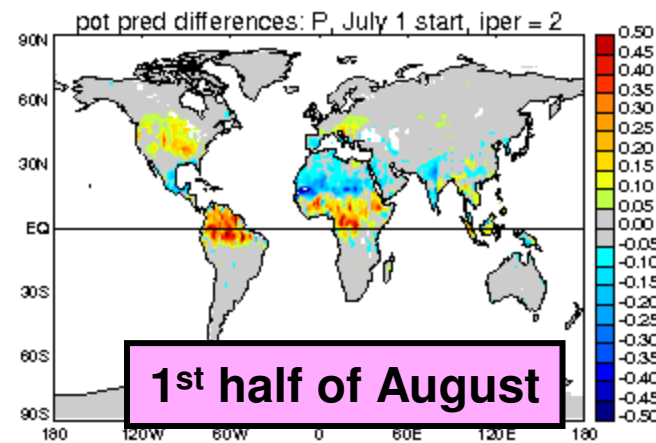 pot pred differences: P, July 1 start, iper = 2
90N
60N
30N
EQ
30S
60S
90S
180 120W 60W 0 60E 120E 180
0.50
0.45
0.40
0.35
0.30
0.25
0.20
0.15
0.10
0.05
0.00
-0.05
-0.10
-0.15
-0.20
-0.25
-0.30
-0.35
-0.40
-0.45
-0.50
1st half of August